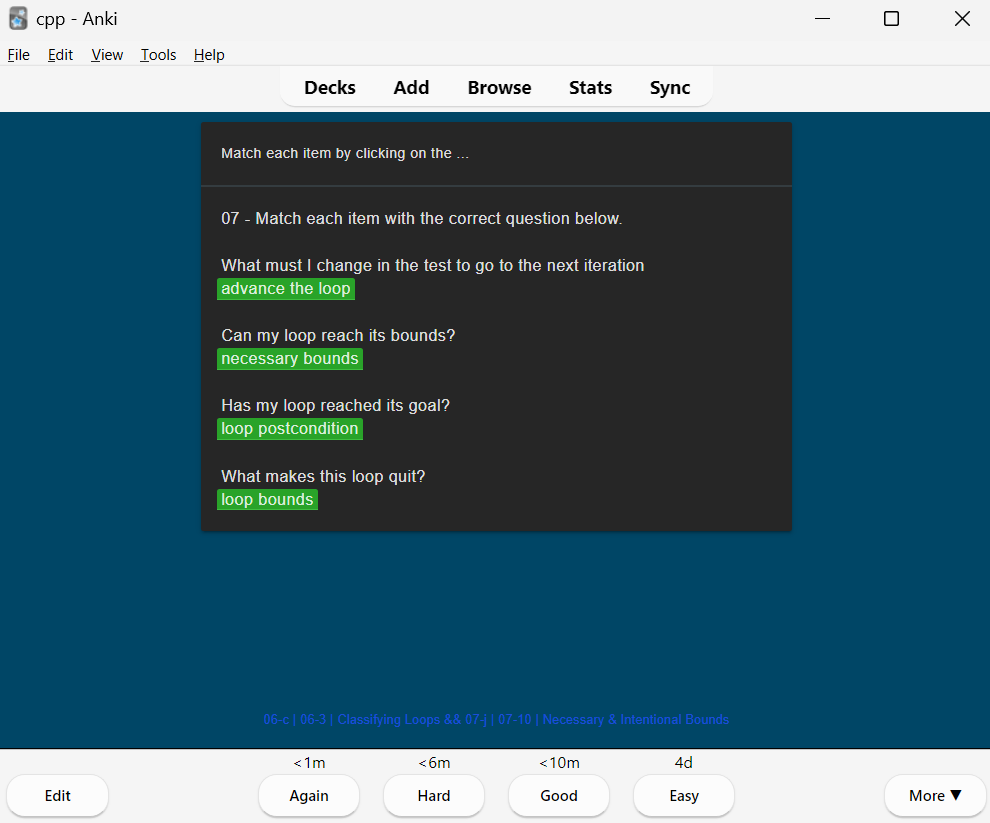 cpp - Anki
File Edit View Tools Help
Decks Add Browse Stats Sync
Match each item by clicking on the ...
07 - Match each item with the correct question below.
What must I change in the test to go to the next iteration
advance the loop
Can my loop reach its bounds?
necessary bounds
Has my loop reached its goal?
loop postcondition
What makes this loop quit?
loop bounds
06-c | 06-3 | Classifying Loops && 07-j | 07-10 | Necessary & Intentional Bounds
<1m <6m <10m 4d
Edit Again Hard Good Easy More ▼